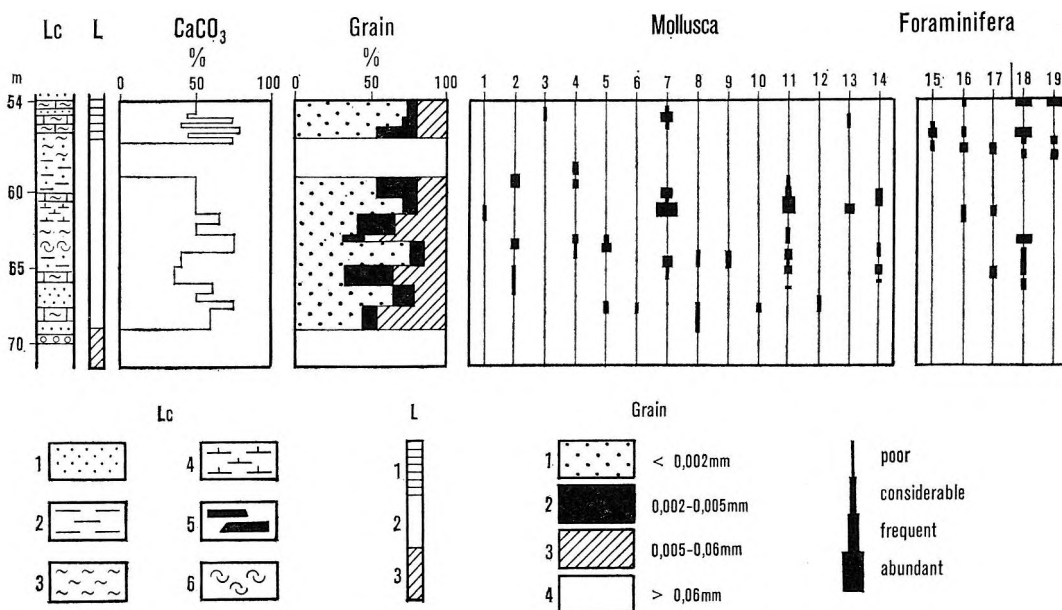 Lc L CaCO3 % Grain % Mollusca Foraminifera
m 0 50 100 0 50 100 1 2 3 4 5 6 7 8 9 10 11 12 13 14 15 16 17 18 19
54
60
65
70
Lc L Grain
1 4 1 1 < 0,002mm poor
2 5 2 2 0,002-0,005mm considerable
3 6 3 3 0,005-0,06mm frequent
4 > 0,06mm abundant